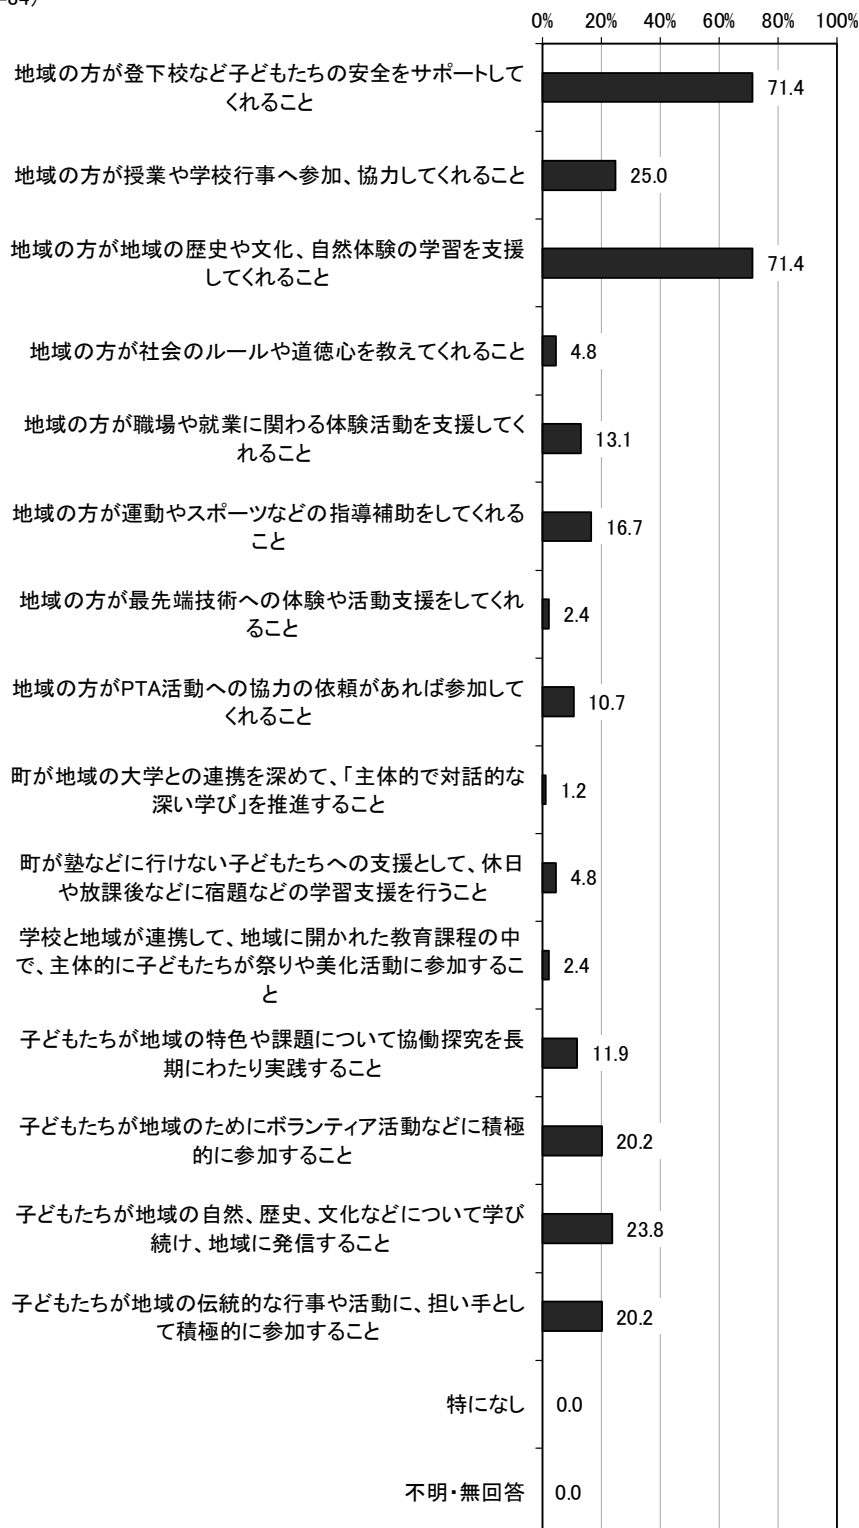 0% 20% 40% 60% 80% 100%
地域の方が登下校など子どもたちの安全をサポートして
くれること
71.4
地域の方が授業や学校行事へ参加、協力してくれること
25.0
地域の方が地域の歴史や文化、自然体験の学習を支援
してくれること
71.4
地域の方が社会のルールや道徳心を教えてくれること
4.8
地域の方が職場や就業に関わる体験活動を支援してく
れること
13.1
地域の方が運動やスポーツなどの指導補助をしてくれる
こと
16.7
地域の方が最先端技術への体験や活動支援をしてくれ
ること
2.4
地域の方がPTA活動への協力の依頼があれば参加して
くれること
10.7
町が地域の大学との連携を深めて、「主体的で対話的な
深い学び」を推進すること
1.2
町が塾などに行けない子どもたちへの支援として、休日
や放課後などに宿題などの学習支援を行うこと
4.8
学校と地域が連携して、地域に開かれた教育課程の中
で、主体的に子どもたちが祭りや美化活動に参加するこ
と
2.4
子どもたちが地域の特色や課題について協働探究を長
期にわたり実践すること
11.9
子どもたちが地域のためにボランティア活動などに積極
的に参加すること
20.2
子どもたちが地域の自然、歴史、文化などについて学び
続け、地域に発信すること
23.8
子どもたちが地域の伝統的な行事や活動に、担い手とし
て積極的に参加すること
20.2
特になし
0.0
不明・無回答
0.0